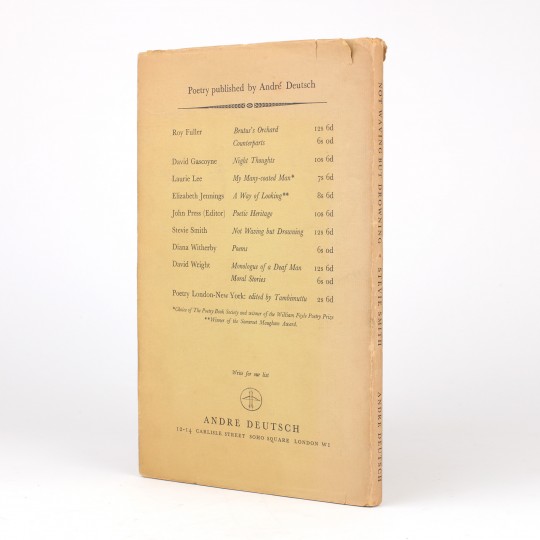 Poetry published by André Deutsch
Roy Fuller Brutus's Orchard 12s 6d
Counterparts 6s od
David Gascoyne Night Thoughts 10s 6d
Laurie Lee My Many-coated Man* 7s 6d
Elizabeth Jennings A Way of Looking** 8s 6d
John Press (Editor) Poetic Heritage 10s 6d
Stevie Smith Not Waving but Drowning 12s 6d
Diana Witherby Poems 6s od
David Wright Monologue of a Deaf Man 12s 6d
Moral Stories 6s od
Poetry London-New York: edited by Tambimuttu 2s 6d
*Choice of The Poetry Book Society and winner of the William Foyle Poetry Prize
**Winner of the Somerset Maugham Award.
Write for our list
ANDRE DEUTSCH
12-14 CARLISLE STREET SOHO SQUARE LONDON W1
NOT WAVING BUT DROWNING * STEVIE SMITH ANDRE DEUTSCH